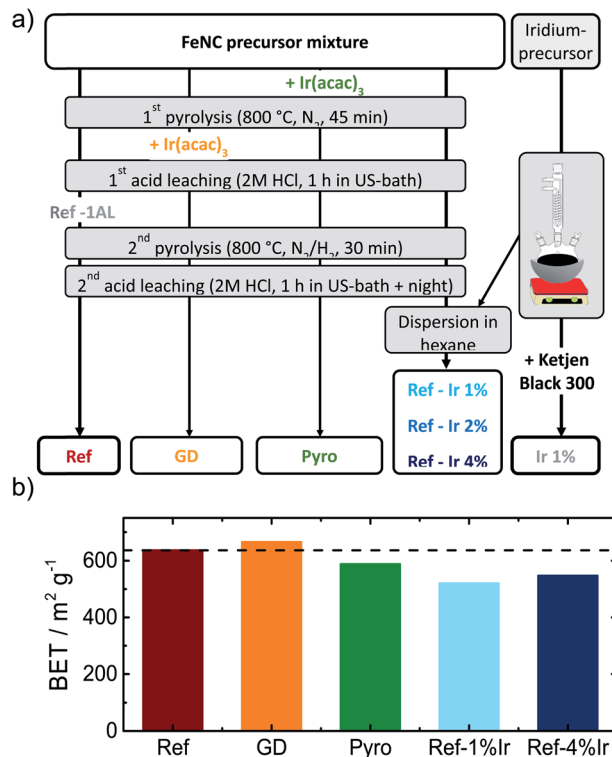 a)
FeNC precursor mixture
Iridium-
precursor
+ Ir(acac)3
1st pyrolysis (800 °C, N2, 45 min)
+ Ir(acac)3
1st acid leaching (2M HCl, 1 h in US-bath)
Ref -1AL
2nd pyrolysis (800 °C, N2/H2, 30 min)
2nd acid leaching (2M HCl, 1 h in US-bath + night)
Dispersion in
hexane
+ Ketjen
Black 300
Ref - Ir 1%
Ref - Ir 2%
Ref - Ir 4%
Ref
GD
Pyro
Ir 1%
b)
BET / m² g⁻¹
600
400
200
0
Ref
GD
Pyro
Ref-1%Ir
Ref-4%Ir